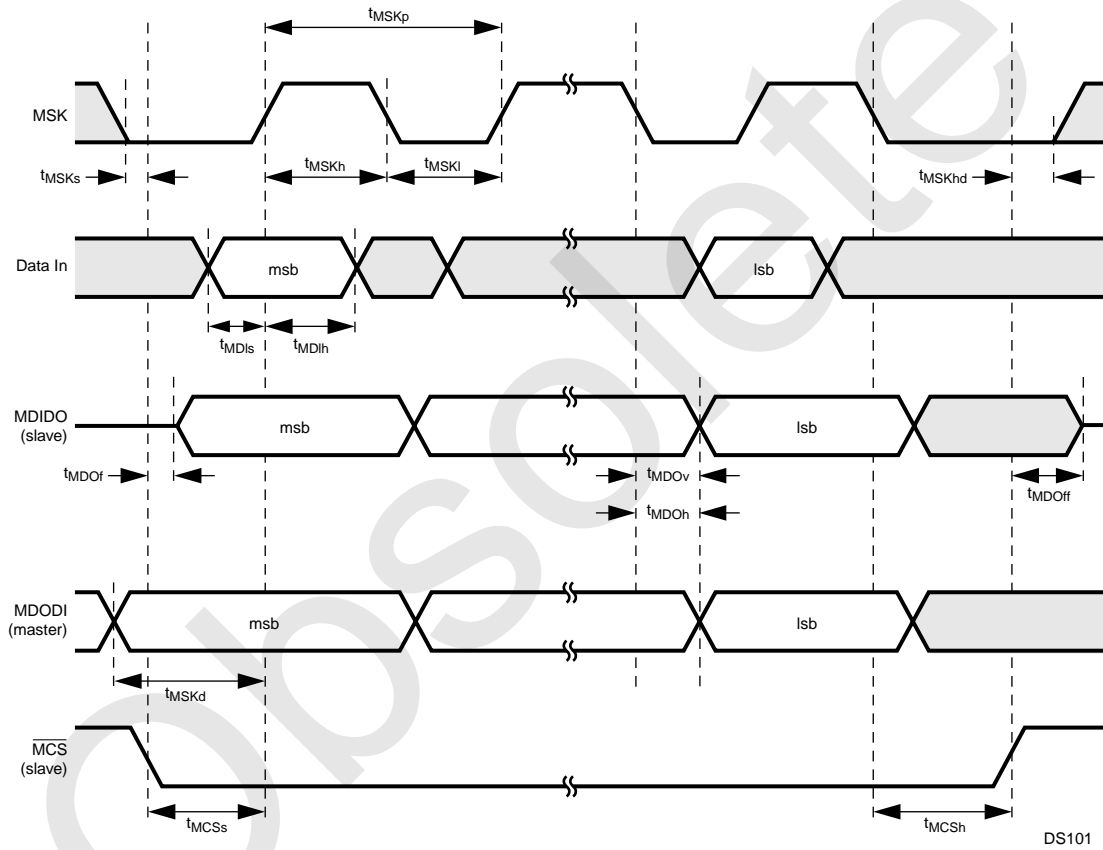 tMSKp
MSK
tMSKs
tMSKh
tMSKl
tMSKhd
Data In
msb
lsb
tMDIs
tMDIh
MDIDO
(slave)
msb
lsb
tMDOf
tMDOv
tMDOff
tMDOh
MDODI
(master)
msb
lsb
tMSKd
MCS
(slave)
tMCSs
tMCSh
DS101
Obsolete